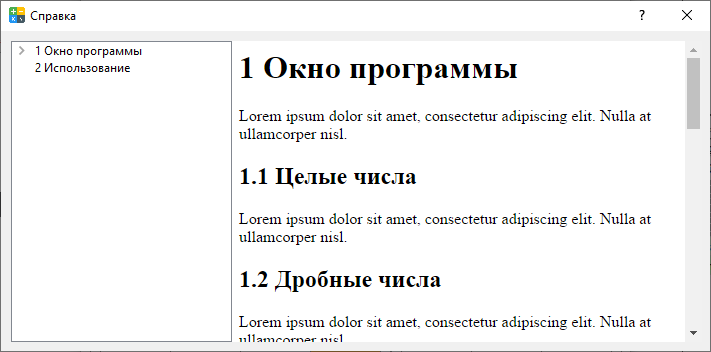 Справка
?
1 Окно программы
2 Использование
1 Окно программы
Lorem ipsum dolor sit amet, consectetur adipiscing elit. Nulla at
ullamcorper nisl.
1.1 Целые числа
Lorem ipsum dolor sit amet, consectetur adipiscing elit. Nulla at
ullamcorper nisl.
1.2 Дробные числа
Lorem ipsum dolor sit amet, consectetur adipiscing elit. Nulla at
ullamcorper nisl.